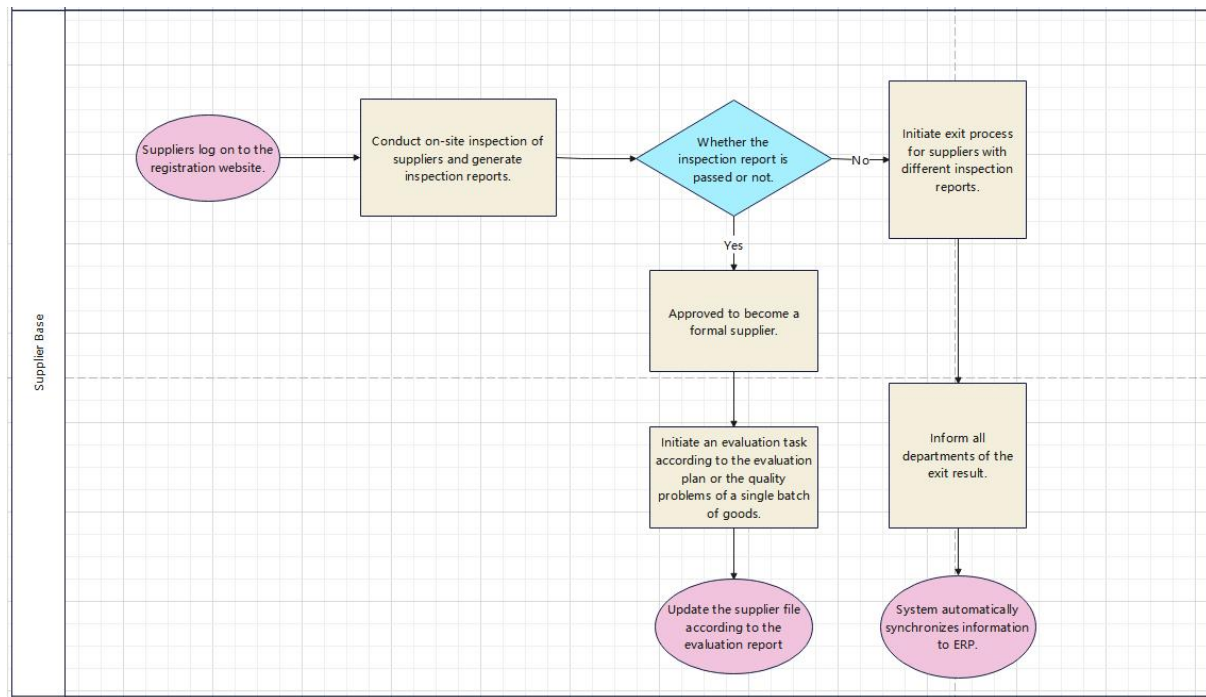 Supplier Base
Suppliers log on to the
registration website.
Conduct on-site inspection of
suppliers and generate
inspection reports.
Whether the
inspection report is
passed or not.
No
Initiate exit process
for suppliers with
different inspection
reports.
Yes
Approved to become a
formal supplier.
Initiate an evaluation task
according to the evaluation
plan or the quality
problems of a single batch
of goods.
Update the supplier file
according to the
evaluation report
Inform all
departments of the
exit result.
System automatically
synchronizes information
to ERP.